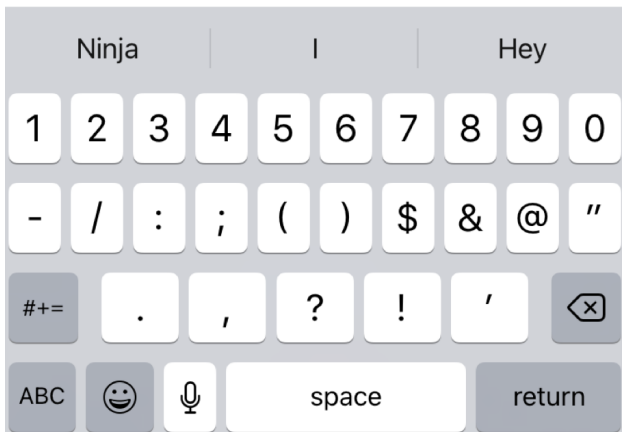 Ninja I Hey
1 2 3 4 5 6 7 8 9 0
- / : ; ( ) $ & @ "
#+= . , ? ! '
ABC space return